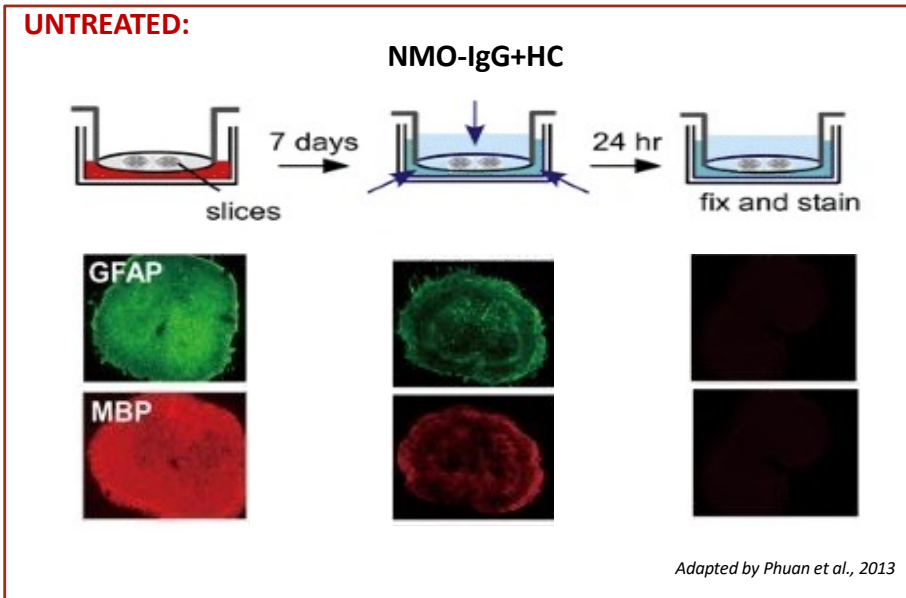 UNTREATED:
NMO-IgG+HC
7 days
24 hr
slices
fix and stain
GFAP
MBP
Adapted by Phuan et al., 2013